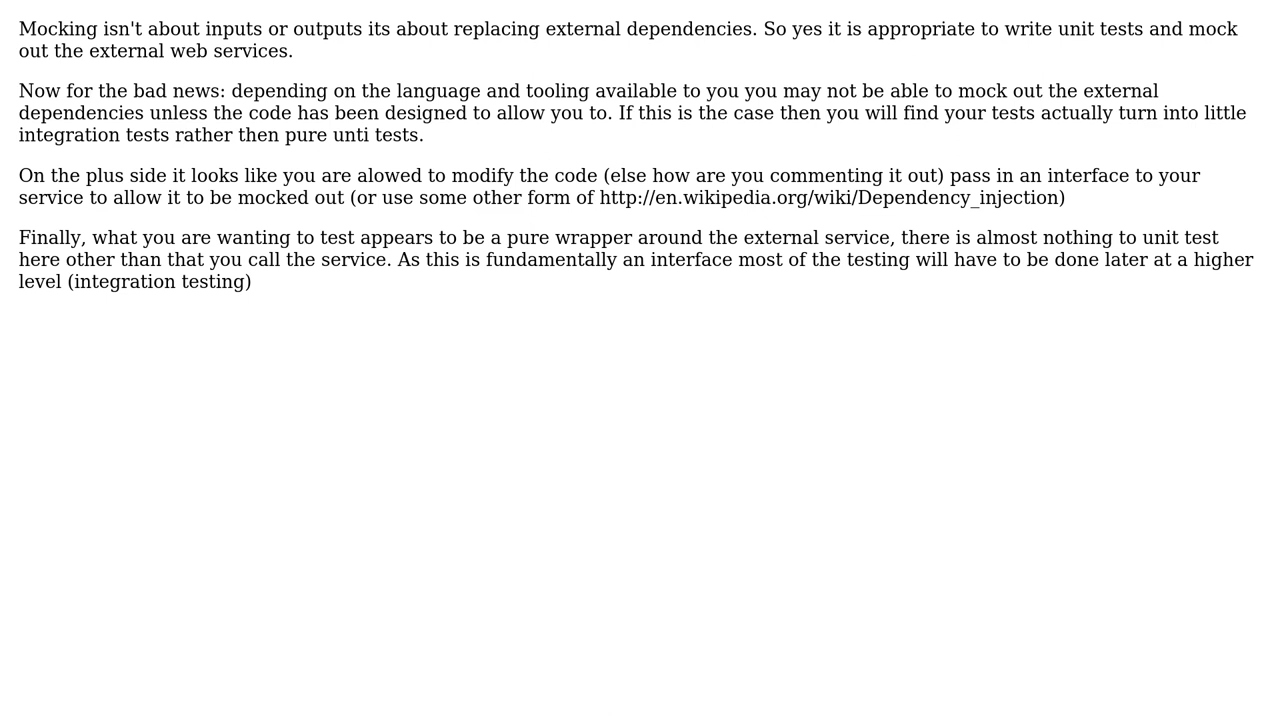 Mocking isn't about inputs or outputs its about replacing external dependencies. So yes it is appropriate to write unit tests and mock
out the external web services.
Now for the bad news: depending on the language and tooling available to you you may not be able to mock out the external
dependencies unless the code has been designed to allow you to. If this is the case then you will find your tests actually turn into little
integration tests rather then pure unti tests.
On the plus side it looks like you are alowed to modify the code (else how are you commenting it out) pass in an interface to your
service to allow it to be mocked out (or use some other form of http://en.wikipedia.org/wiki/Dependency_injection)
Finally, what you are wanting to test appears to be a pure wrapper around the external service, there is almost nothing to unit test
here other than that you call the service. As this is fundamentally an interface most of the testing will have to be done later at a higher
level (integration testing)